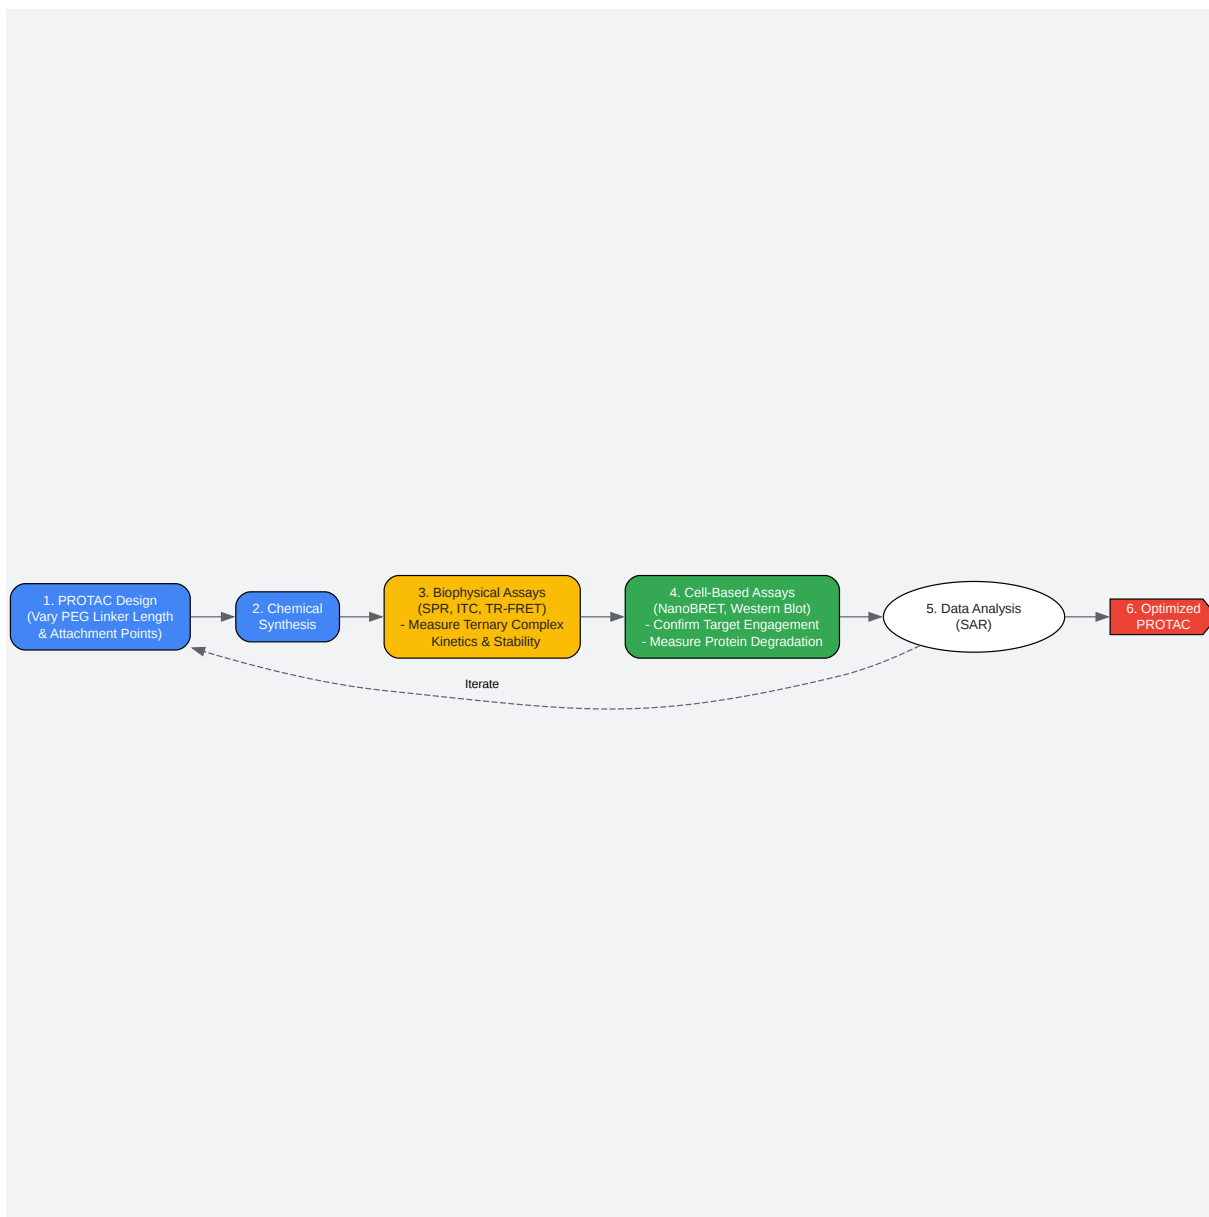 1. PROTAC Design
(Vary PEG Linker Length
& Attachment Points)
2. Chemical
Synthesis
3. Biophysical Assays
(SPR, ITC, TR-FRET)
- Measure Ternary Complex
Kinetics & Stability
4. Cell-Based Assays
(NanoBRET, Western Blot)
- Confirm Target Engagement
- Measure Protein Degradation
5. Data Analysis
(SAR)
6. Optimized
PROTAC
Iterate